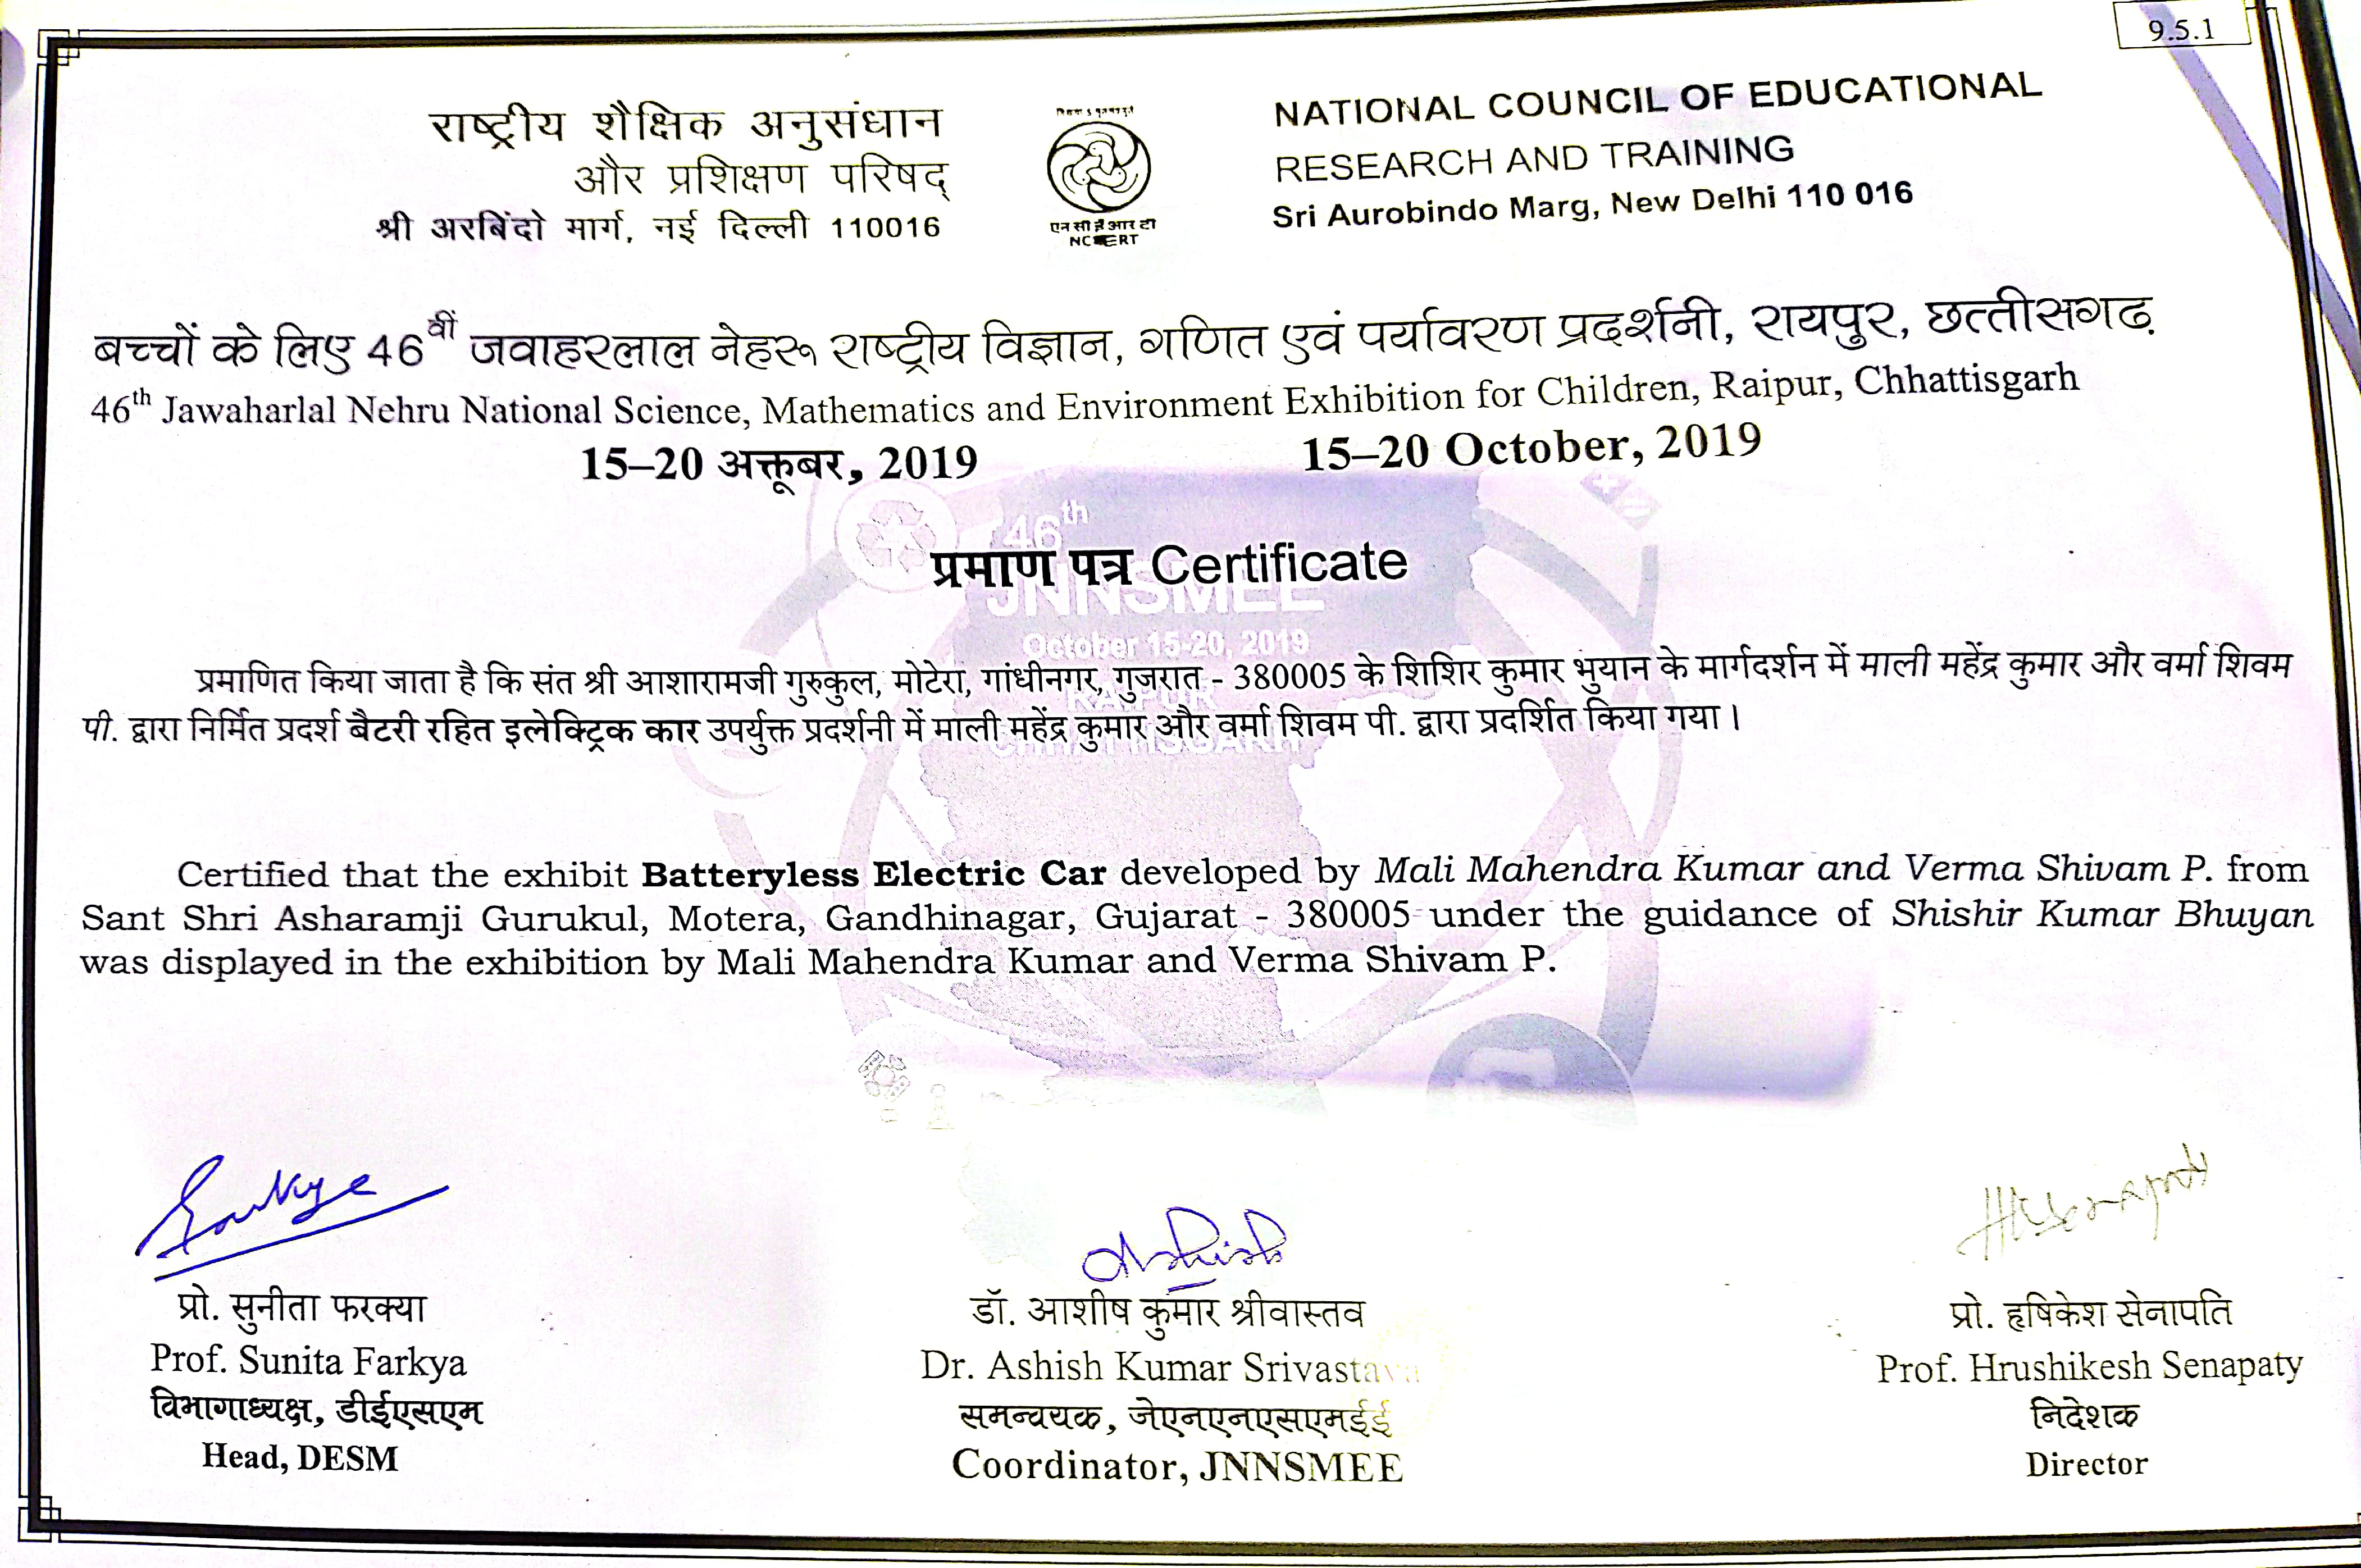 9.5.1
राष्ट्रीय शैक्षिक अनुसंधान
और प्रशिक्षण परिषद्
श्री अरबिंदो मार्ग, नई दिल्ली 110016
एन सी ई आर टी
NCERT
NATIONAL COUNCIL OF EDUCATIONAL
RESEARCH AND TRAINING
Sri Aurobindo Marg, New Delhi 110 016
बच्चों के लिए 46वीं जवाहरलाल नेहरू राष्ट्रीय विज्ञान, गणित एवं पर्यावरण प्रदर्शनी, रायपुर, छत्तीसगढ़
46th Jawaharlal Nehru National Science, Mathematics and Environment Exhibition for Children, Raipur, Chhattisgarh
15–20 अक्तूबर, 2019 15–20 October, 2019
46th
प्रमाण पत्र Certificate
JNNSMEE
October 15-20, 2019
RAIPUR
CHHATTISGARH
प्रमाणित किया जाता है कि संत श्री आशारामजी गुरुकुल, मोटेरा, गांधीनगर, गुजरात - 380005 के शिशिर कुमार भुयान के मार्गदर्शन में माली महेंद्र कुमार और वर्मा शिवम
पी. द्वारा निर्मित प्रदर्श बैटरी रहित इलेक्ट्रिक कार उपर्युक्त प्रदर्शनी में माली महेंद्र कुमार और वर्मा शिवम पी. द्वारा प्रदर्शित किया गया ।
Certified that the exhibit Batteryless Electric Car developed by Mali Mahendra Kumar and Verma Shivam P. from
Sant Shri Asharamji Gurukul, Motera, Gandhinagar, Gujarat - 380005 under the guidance of Shishir Kumar Bhuyan
was displayed in the exhibition by Mali Mahendra Kumar and Verma Shivam P.
प्रो. सुनीता फरक्या
Prof. Sunita Farkya
विभागाध्यक्ष, डीईएसएम
Head, DESM
Ashish
डॉ. आशीष कुमार श्रीवास्तव
Dr. Ashish Kumar Srivastava
समन्वयक, जेएनएनएसएमईई
Coordinator, JNNSMEE
प्रो. हृषिकेश सेनापति
Prof. Hrushikesh Senapaty
निदेशक
Director